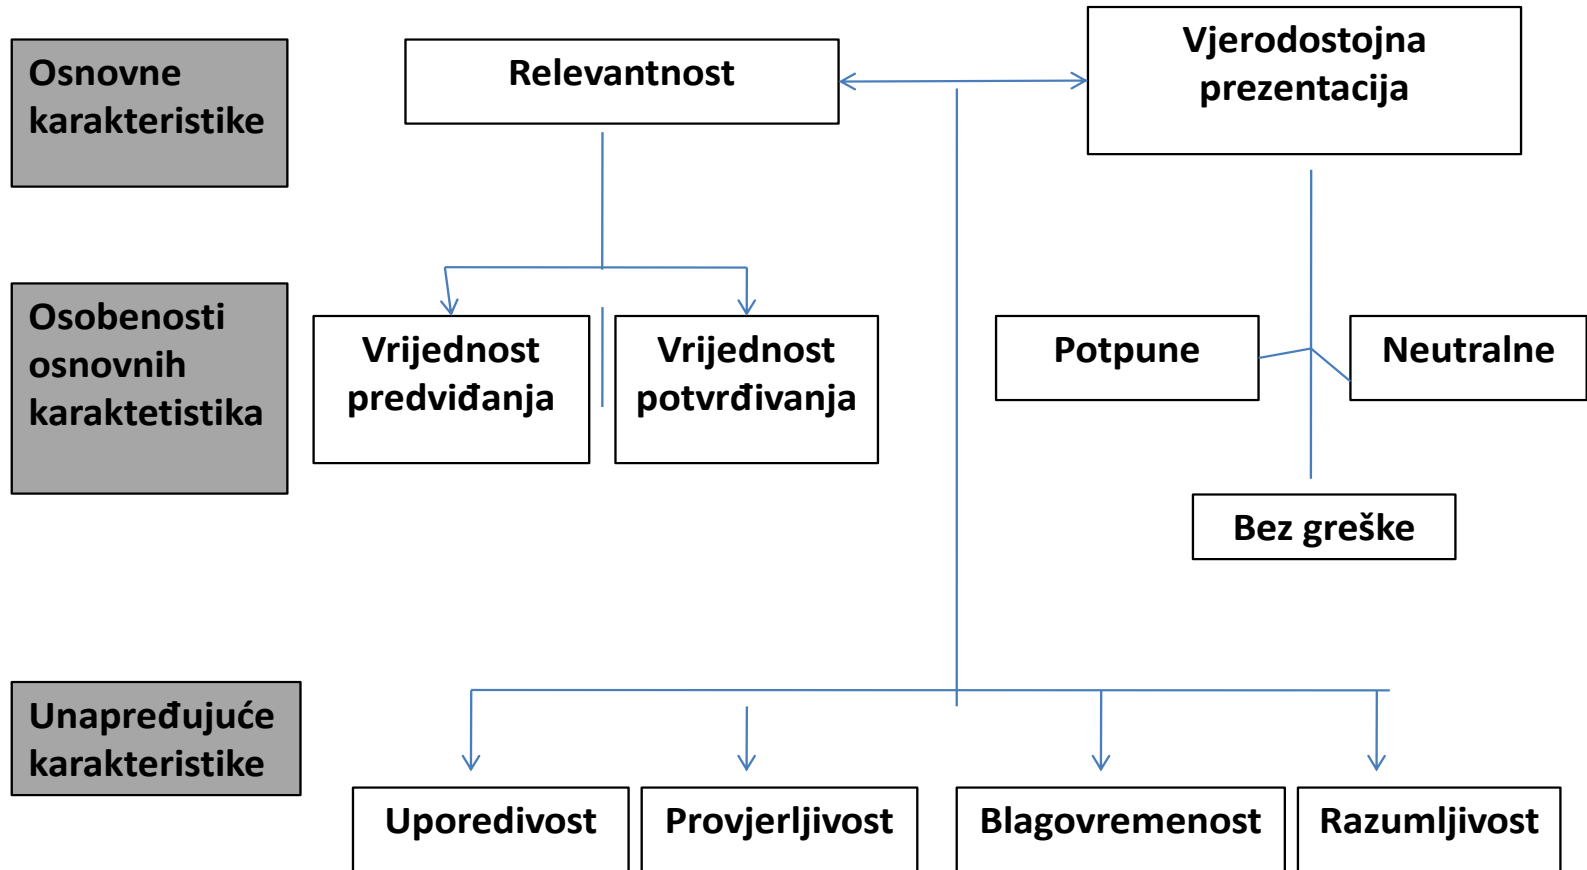 Osnovne
karakteristike
Relevantnost
Vjerodostojna
prezentacija
Osobenosti
osnovnih
karaktetistika
Vrijednost
predviđanja
Vrijednost
potvrđivanja
Potpune
Neutralne
Bez greške
Unapređujuće
karakteristike
Uporedivost
Provjerljivost
Blagovremenost
Razumljivost